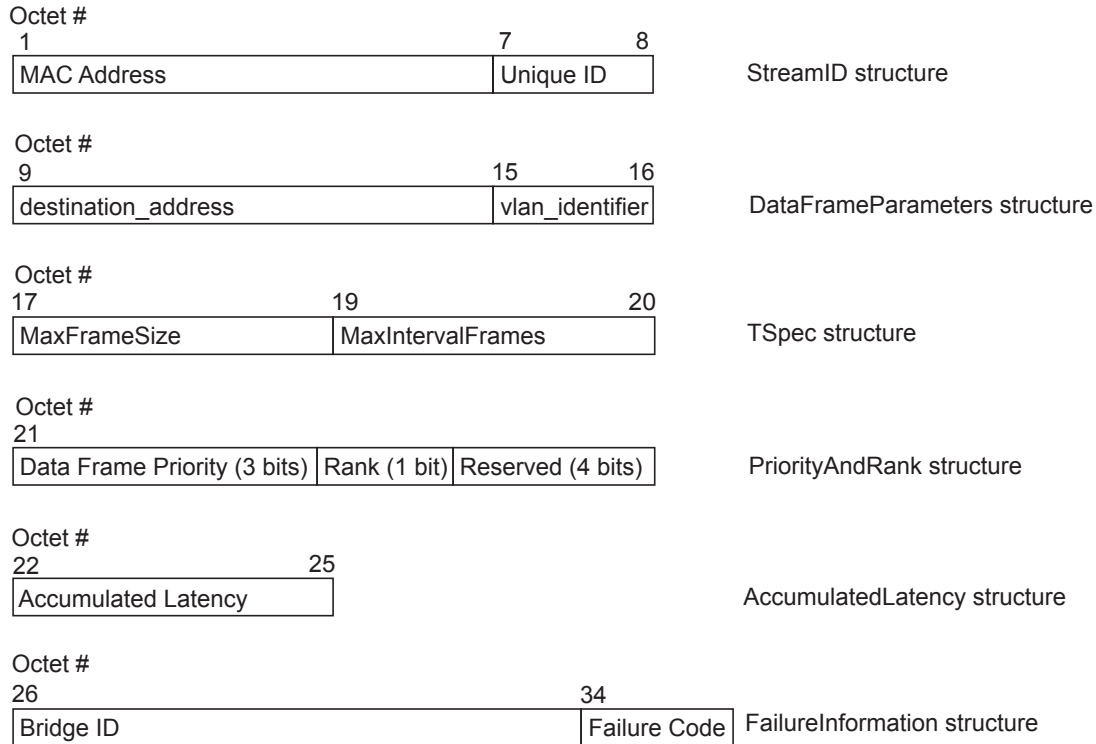 Octet #
1 7 8
MAC Address Unique ID StreamID structure
Octet #
9 15 16
destination_address vlan_identifier DataFrameParameters structure
Octet #
17 19 20
MaxFrameSize MaxIntervalFrames TSpec structure
Octet #
21
Data Frame Priority (3 bits) Rank (1 bit) Reserved (4 bits) PriorityAndRank structure
Octet #
22 25
Accumulated Latency AccumulatedLatency structure
Octet #
26 34
Bridge ID Failure Code FailureInformation structure